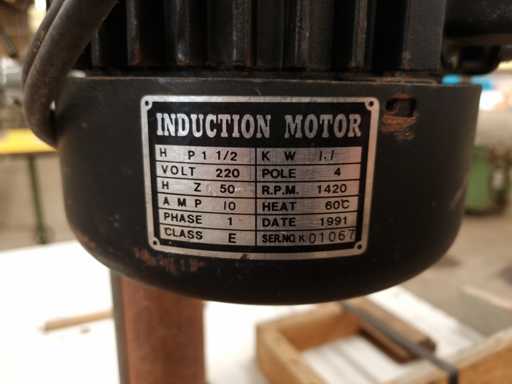 INDUCTION MOTOR
H P 1 1/2 K W 1.1
VOLT 220 POLE 4
H Z 50 R.P.M. 1420
A M P 10 HEAT 60℃
PHASE 1 DATE 1991
CLASS E SER.NO. K 01067